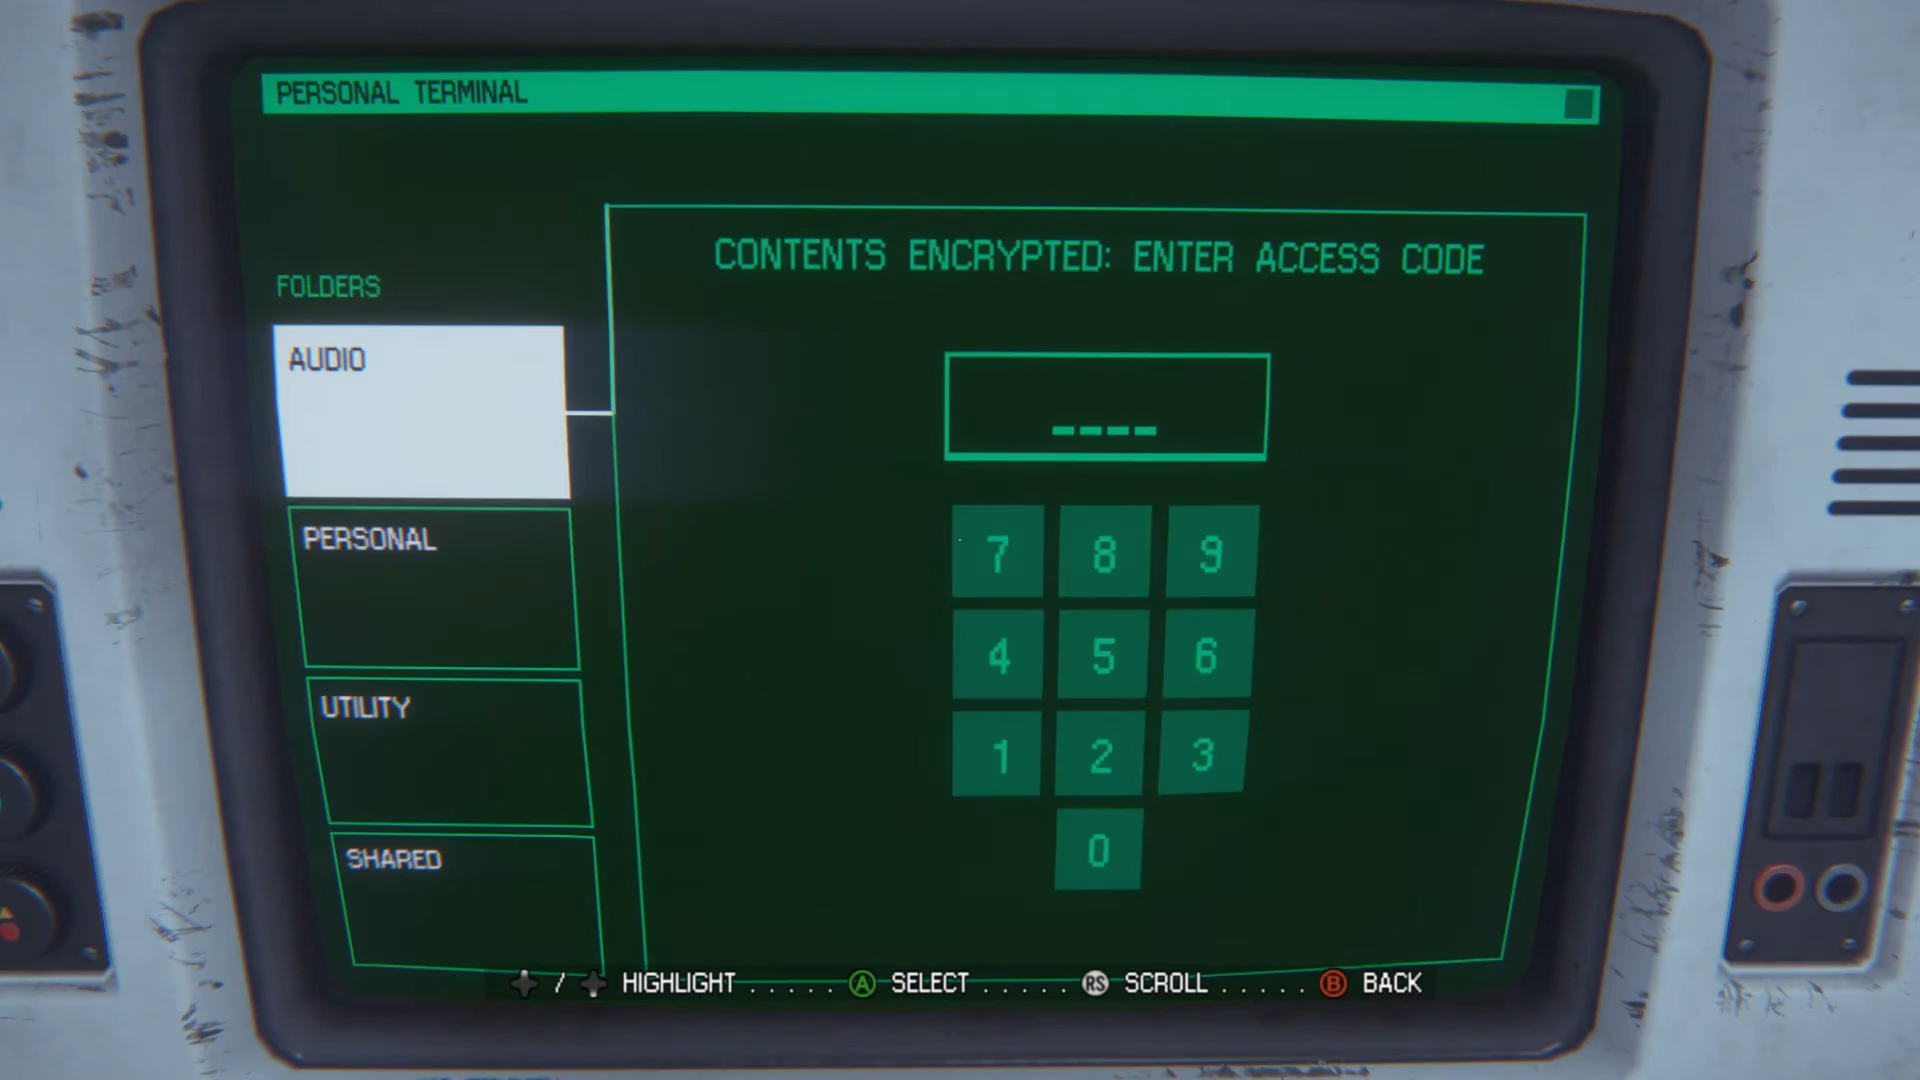 PERSONAL TERMINAL
CONTENTS ENCRYPTED: ENTER ACCESS CODE
FOLDERS
AUDIO
PERSONAL
UTILITY
SHARED
_ _ _ _
7 8 9
4 5 6
1 2 3
0
/ HIGHLIGHT ..... A SELECT ..... RS SCROLL ..... B BACK